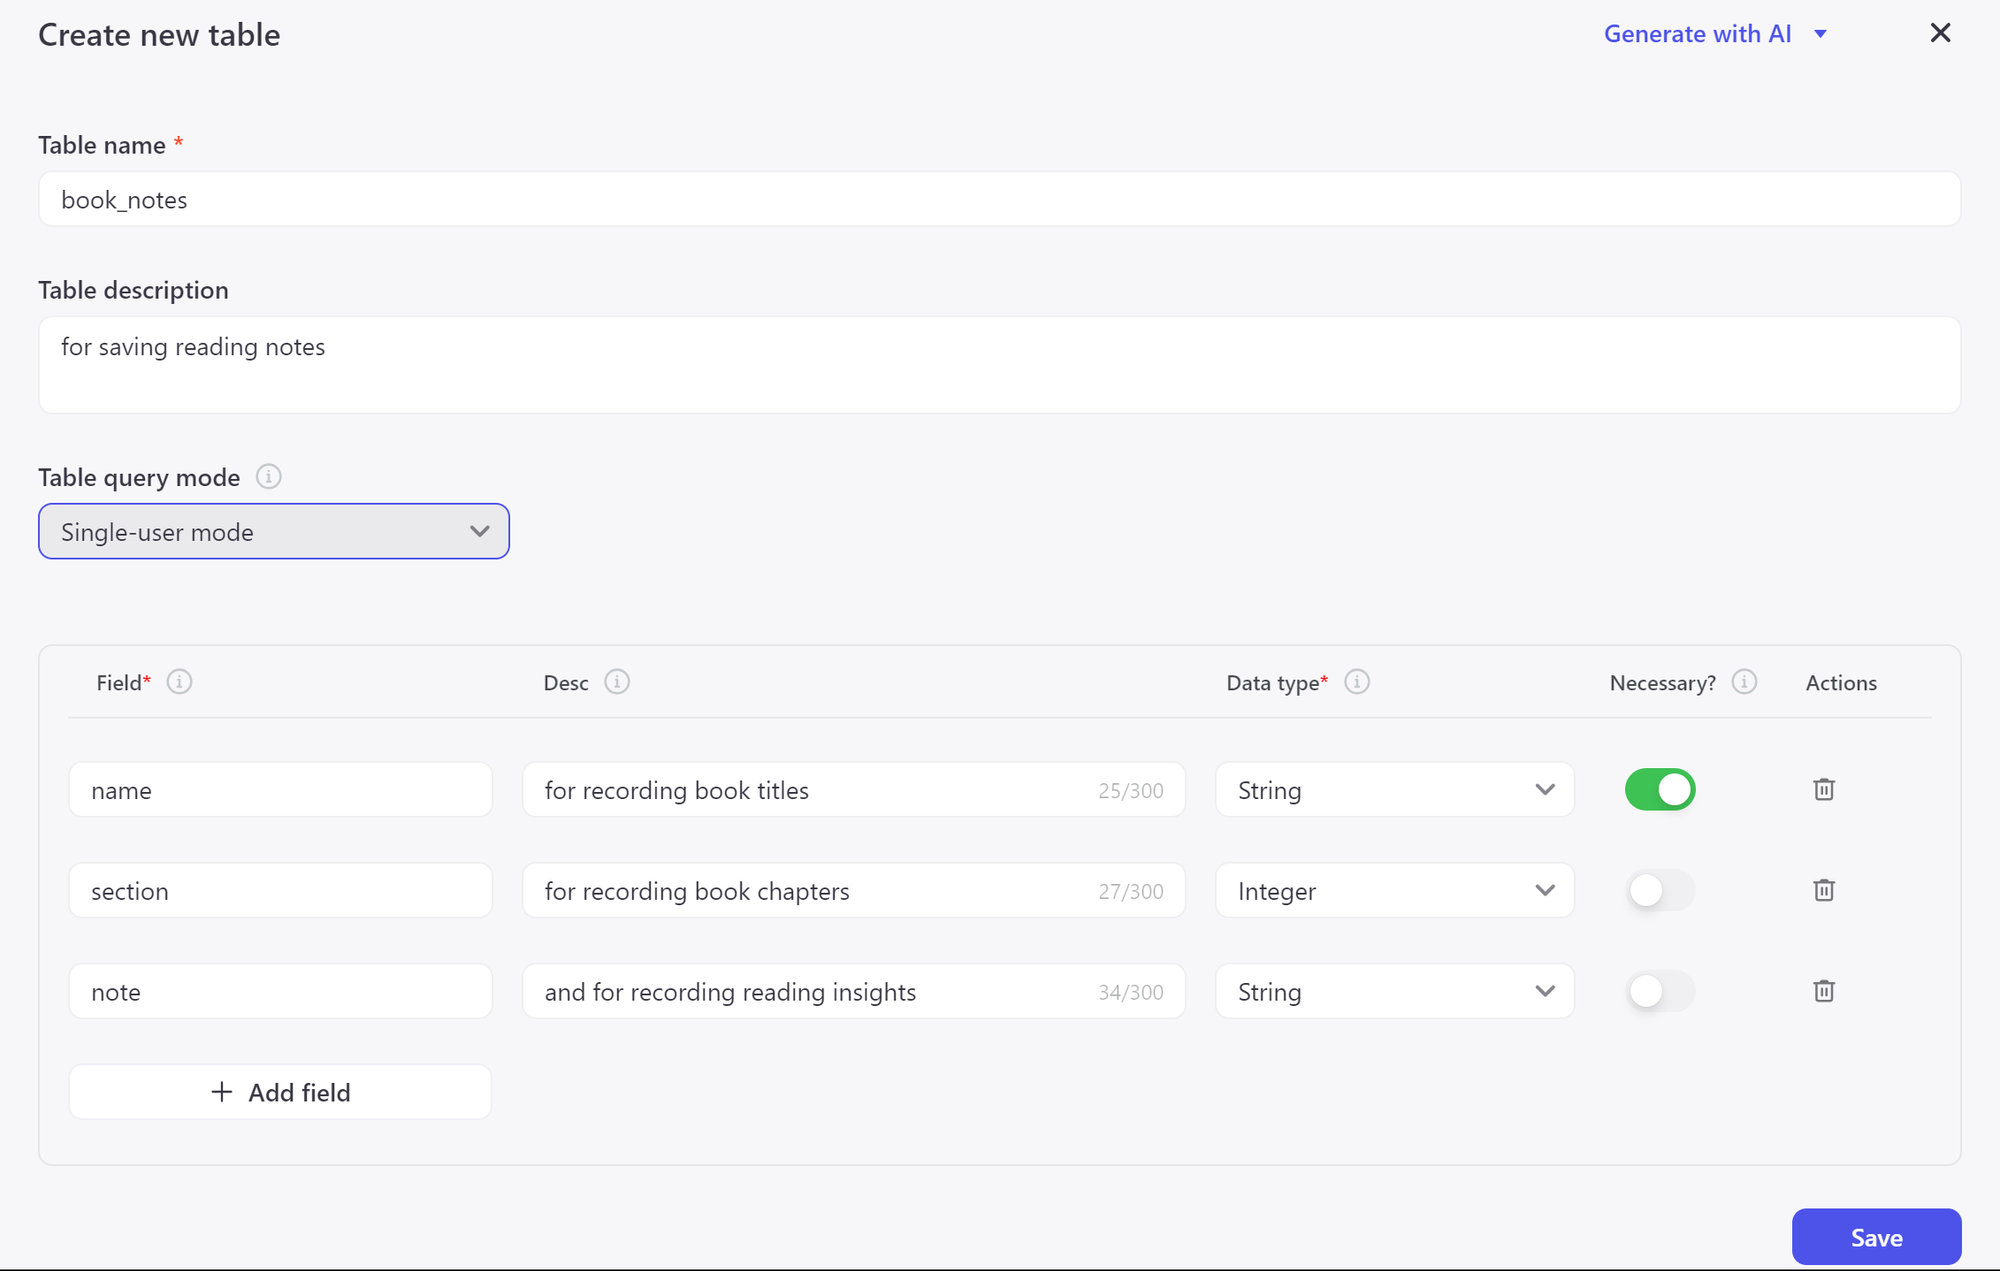 Create new table
Generate with AI
Table name *
book_notes
Table description
for saving reading notes
Table query mode
Single-user mode
Field* Desc Data type* Necessary? Actions
name for recording book titles 25/300 String
section for recording book chapters 27/300 Integer
note and for recording reading insights 34/300 String
+ Add field
Save